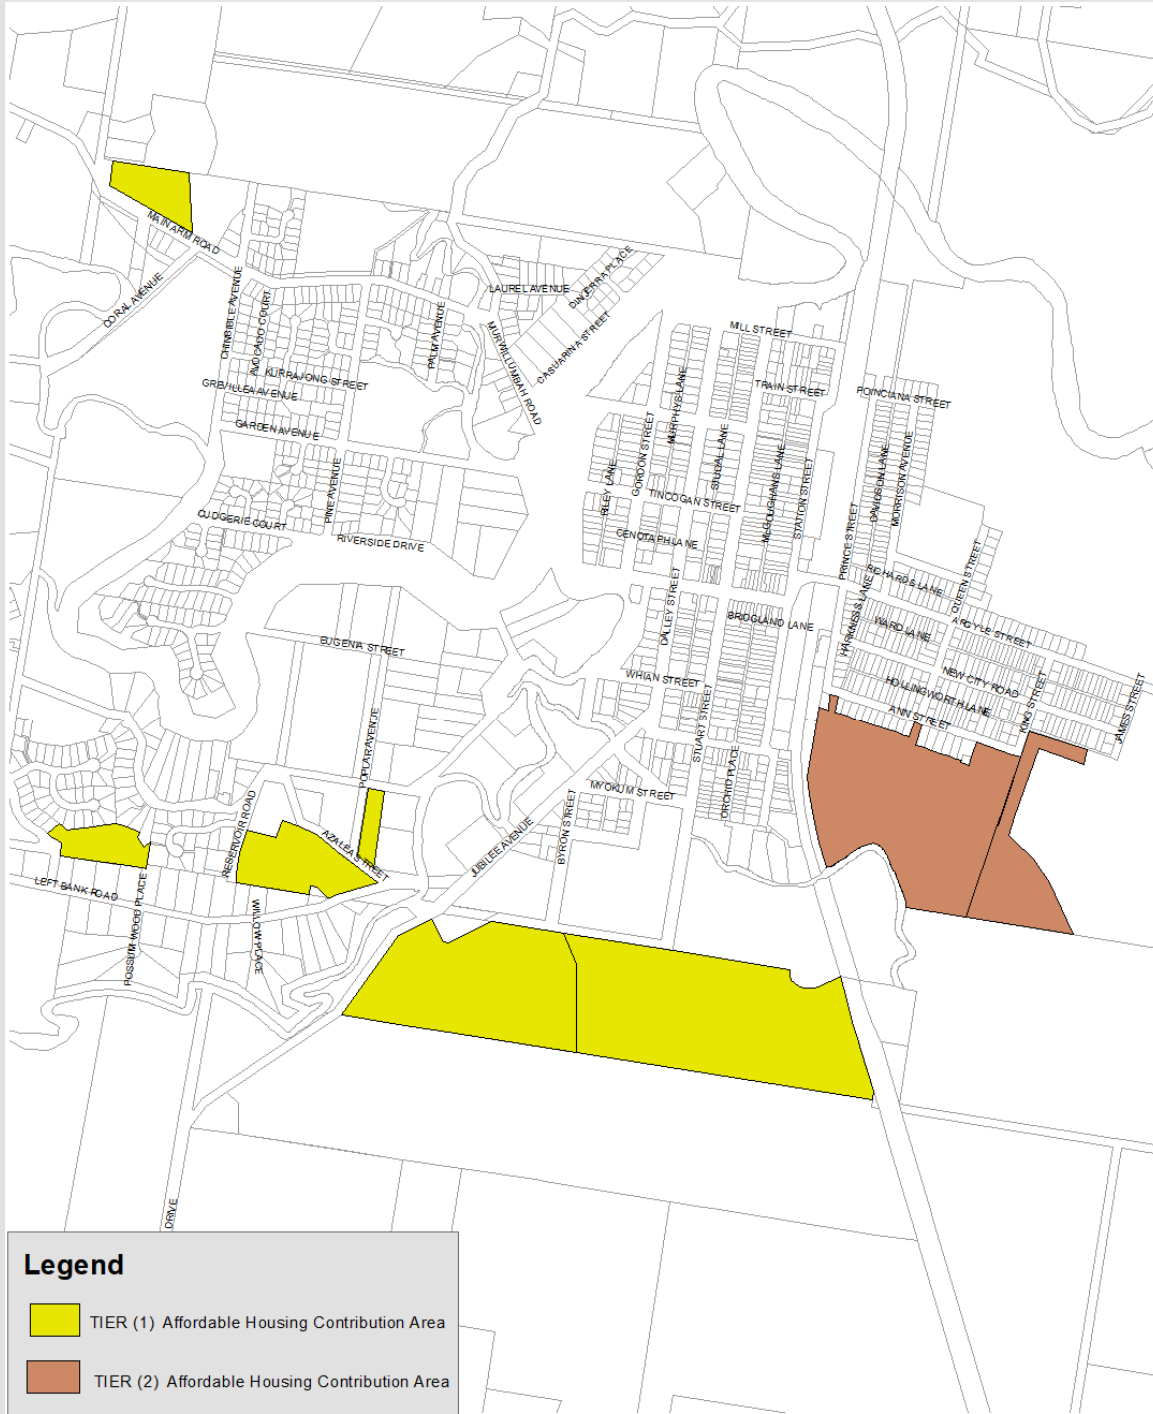 MAIN ARM ROAD
CORAL AVENUE
CHINBIBLE AVENUE
AVOCADO COURT
KURRAJONG STREET
GREVILLEA AVENUE
GARDEN AVENUE
PALM AVENUE
LAUREL AVENUE
DINJERRA PLACE
CASUARINA STREET
MURWILLUMBAH ROAD
MILL STREET
TRAIN STREET
POINCIANA STREET
MURPHYS LANE
GORDON STREET
RILEY LANE
STUDAL LANE
MCGOUGHANS LANE
STATION STREET
DAVIDSON LANE
MORRISON AVENUE
PRINCE STREET
TINCOGAN STREET
CENOTAPH LANE
PINE AVENUE
CUDGERIE COURT
RIVERSIDE DRIVE
RICHARDS LANE
QUEEN STREET
ARGYLE STREET
HARKNESS LANE
WARD LANE
NEW CITY ROAD
HOLLINGWORTH LANE
ANN STREET
KING STREET
JAMES STREET
DALLEY STREET
BRIDGLAND LANE
EUGENIA STREET
WHIAN STREET
STUART STREET
POPLAR AVENUE
MYOKUM STREET
ORCHID PLACE
BYRON STREET
JUBILEE AVENUE
RESERVOIR ROAD
AZALEA STREET
LEFT BANK ROAD
POSSUM WOOD PLACE
WILLOW PLACE
DRIVE
Legend
TIER (1) Affordable Housing Contribution Area
TIER (2) Affordable Housing Contribution Area